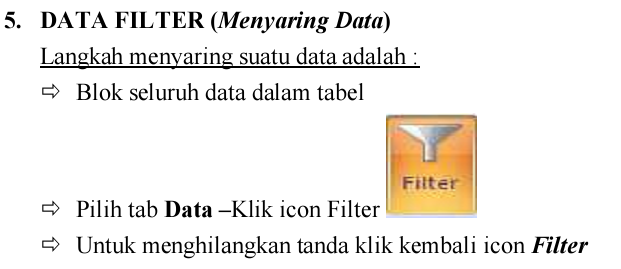 5. DATA FILTER (Menyaring Data)
Langkah menyaring suatu data adalah :
⇨ Blok seluruh data dalam tabel
Filter
⇨ Pilih tab Data –Klik icon Filter
⇨ Untuk menghilangkan tanda klik kembali icon Filter